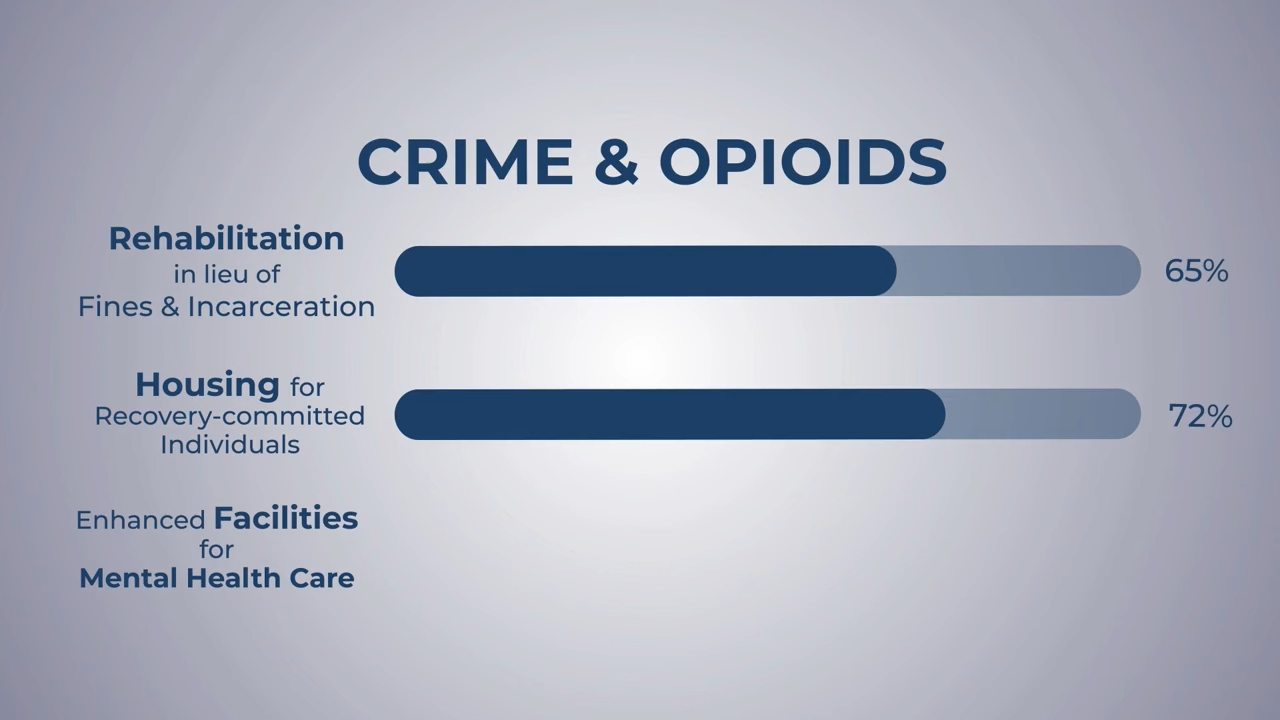 CRIME & OPIOIDS
Rehabilitation
in lieu of
Fines & Incarceration
65%
Housing for
Recovery-committed
Individuals
72%
Enhanced Facilities
for
Mental Health Care